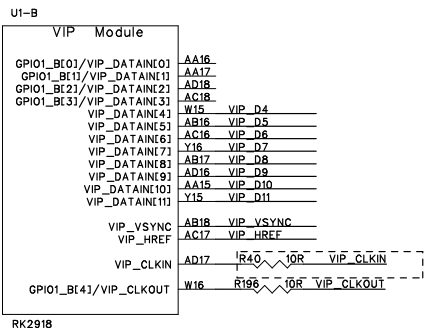 U1-B
VIP Module
GPIO1_B[0]/VIP_DATAIN[0] AA16
GPIO1_B[1]/VIP_DATAIN[1] AA17
GPIO1_B[2]/VIP_DATAIN[2] AD18
GPIO1_B[3]/VIP_DATAIN[3] AC18
VIP_DATAIN[4] W15 VIP_D4
VIP_DATAIN[5] AB16 VIP_D5
VIP_DATAIN[6] AC16 VIP_D6
VIP_DATAIN[7] Y16 VIP_D7
VIP_DATAIN[8] AB17 VIP_D8
VIP_DATAIN[9] AD16 VIP_D9
VIP_DATAIN[10] AA15 VIP_D10
VIP_DATAIN[11] Y15 VIP_D11
VIP_VSYNC AB18 VIP_VSYNC
VIP_HREF AC17 VIP_HREF
VIP_CLKIN AD17 R40 10R VIP_CLKIN
GPIO1_B[4]/VIP_CLKOUT W16 R196 10R VIP_CLKOUT
RK2918